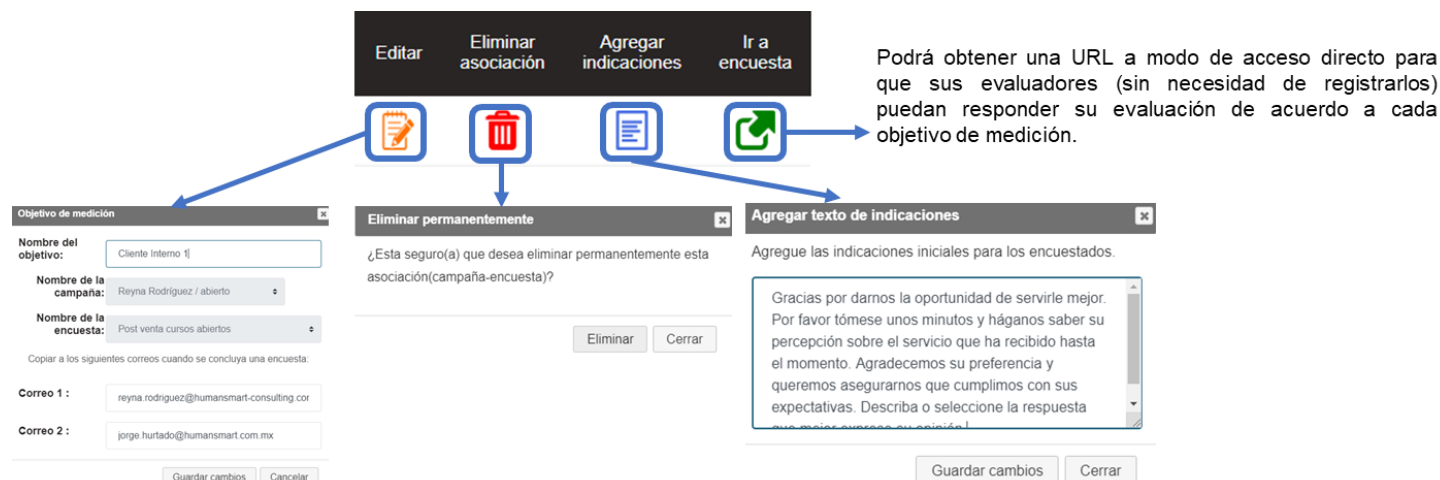 Editar
Eliminar
asociación
Agregar
indicaciones
Ir a
encuesta
Podrá obtener una URL a modo de acceso directo para
que sus evaluadores (sin necesidad de registrarlos)
puedan responder su evaluación de acuerdo a cada
objetivo de medición.
Objetivo de medición
Nombre del
objetivo:
Cliente Interno 1
Nombre de la
campaña:
Reyna Rodríguez / abierto
Nombre de la
encuesta:
Post venta cursos abiertos
Copiar a los siguientes correos cuando se concluya una encuesta:
Correo 1 :
reyna.rodriguez@humansmart-consulting.cor
Correo 2 :
jorge.hurtado@humansmart.com.mx
Guardar cambios
Cancelar
Eliminar permanentemente
¿Esta seguro(a) que desea eliminar permanentemente esta
asociación(campaña-encuesta)?
Eliminar
Cerrar
Agregar texto de indicaciones
Agregue las indicaciones iniciales para los encuestados.
Gracias por darnos la oportunidad de servirle mejor.
Por favor tómese unos minutos y háganos saber su
percepción sobre el servicio que ha recibido hasta
el momento. Agradecemos su preferencia y
queremos asegurarnos que cumplimos con sus
expectativas. Describa o seleccione la respuesta
que mejor exprese su opinión.
Guardar cambios
Cerrar